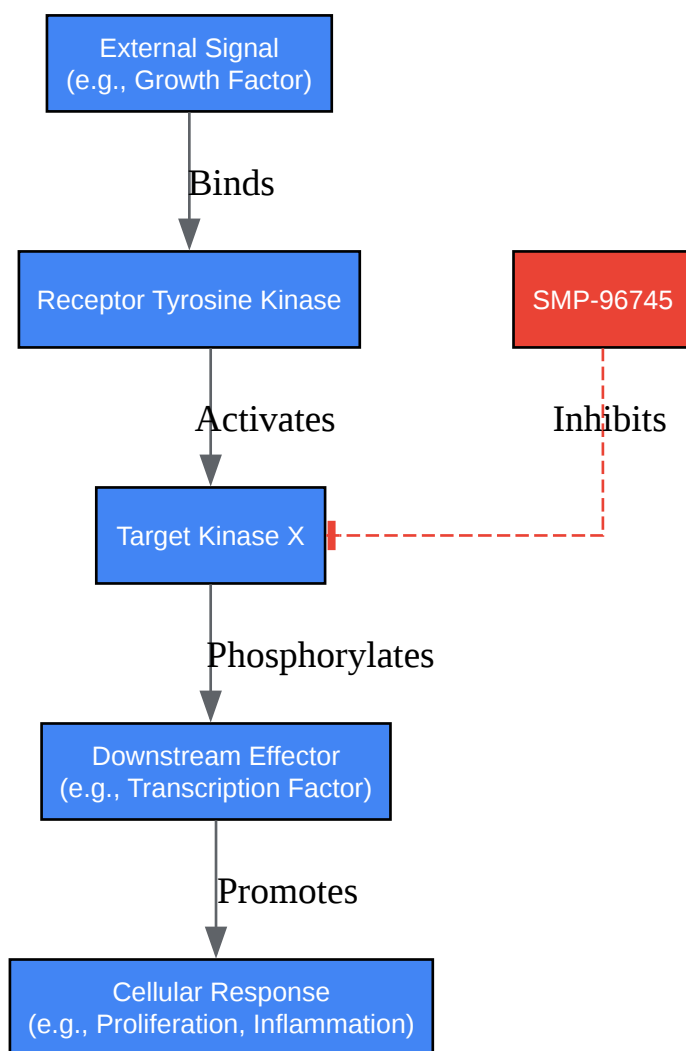 External Signal
(e.g., Growth Factor)
Binds
Receptor Tyrosine Kinase
SMP-96745
Activates
Inhibits
Target Kinase X
Phosphorylates
Downstream Effector
(e.g., Transcription Factor)
Promotes
Cellular Response
(e.g., Proliferation, Inflammation)